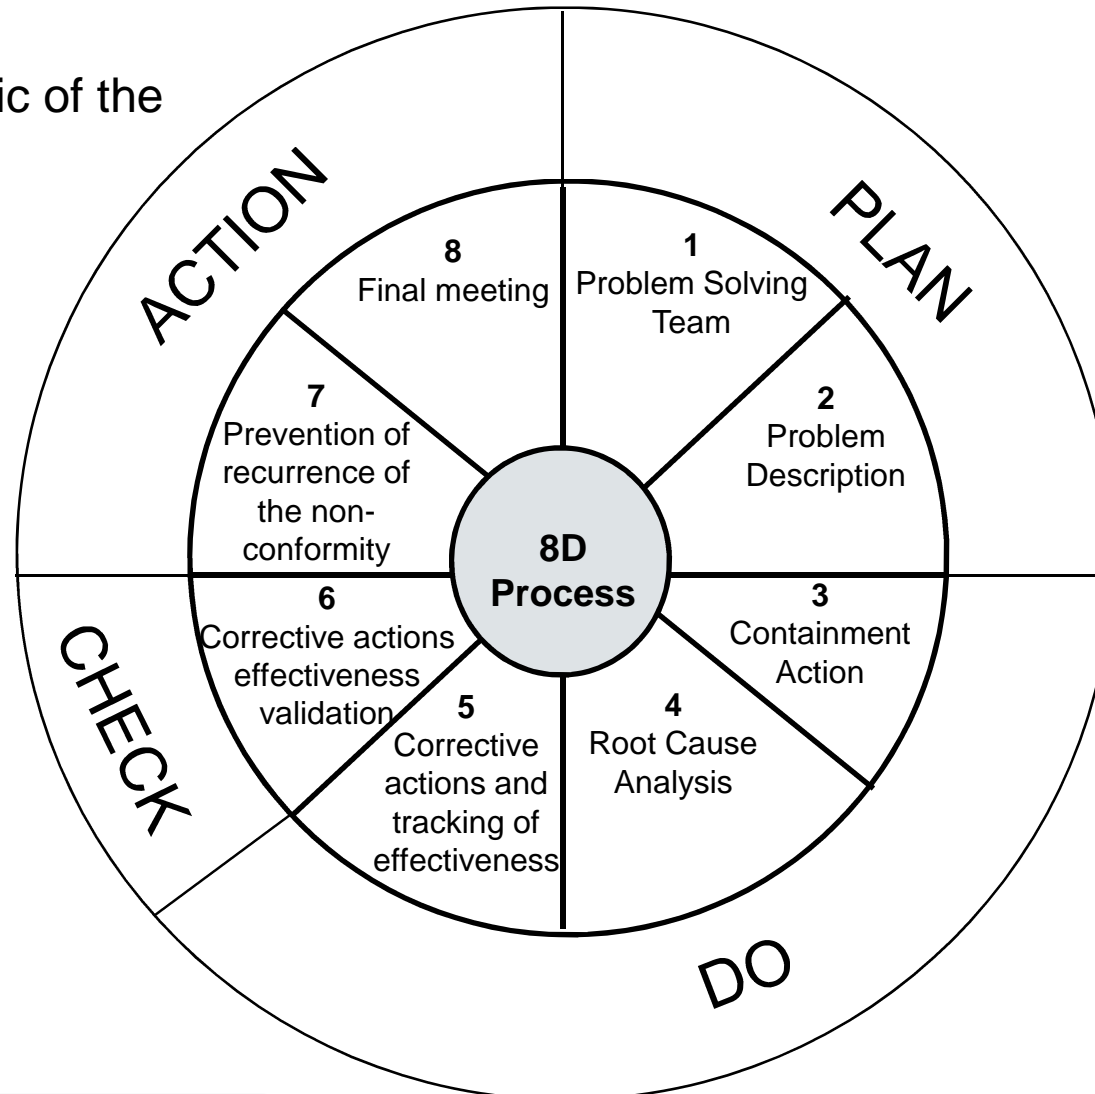 ic of the
ACTION
PLAN
8
Final meeting
1
Problem Solving
Team
7
Prevention of
recurrence of
the non-
conformity
2
Problem
Description
8D
Process
6
Corrective actions
effectiveness
validation
3
Containment
Action
5
Corrective
actions and
tracking of
effectiveness
4
Root Cause
Analysis
CHECK
DO